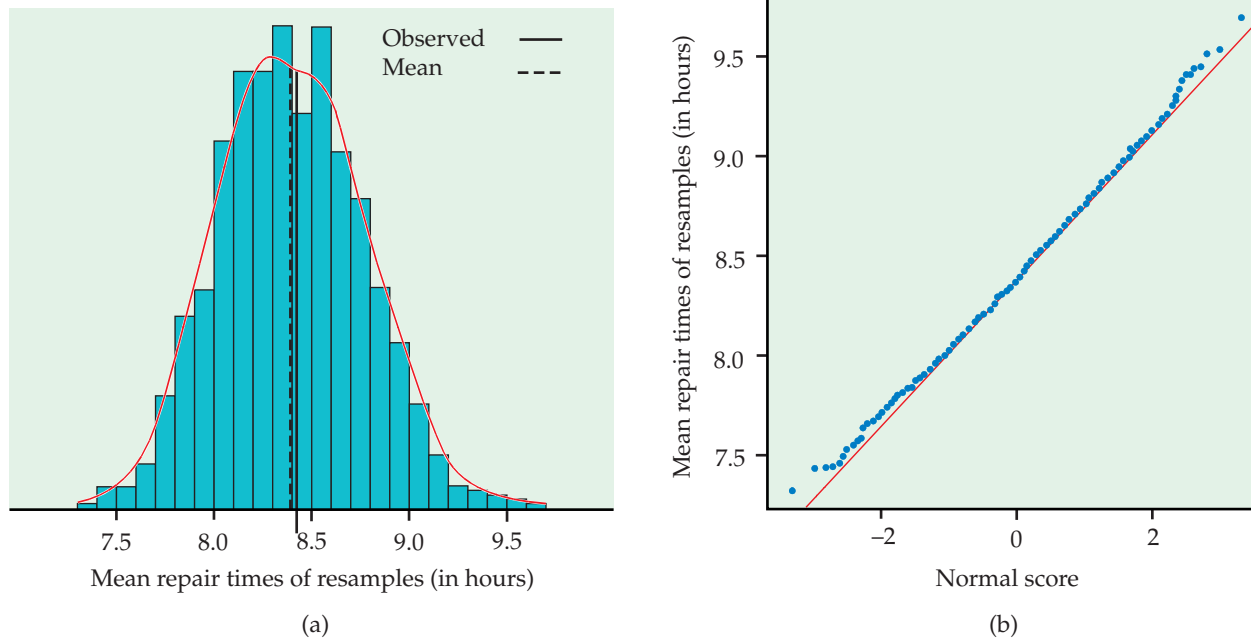 Observed
Mean
7.5 8.0 8.5 9.0 9.5
Mean repair times of resamples (in hours)
(a)
Mean repair times of resamples (in hours)
9.5
9.0
8.5
8.0
7.5
–2 0 2
Normal score
(b)